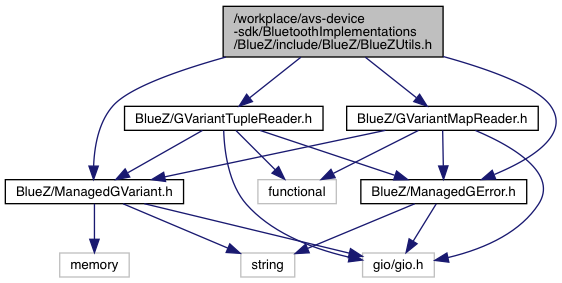 /workplace/avs-device
-sdk/BluetoothImplementations
/BlueZ/include/BlueZ/BlueZUtils.h
BlueZ/GVariantTupleReader.h
BlueZ/GVariantMapReader.h
BlueZ/ManagedGVariant.h
functional
BlueZ/ManagedGError.h
memory
string
gio/gio.h